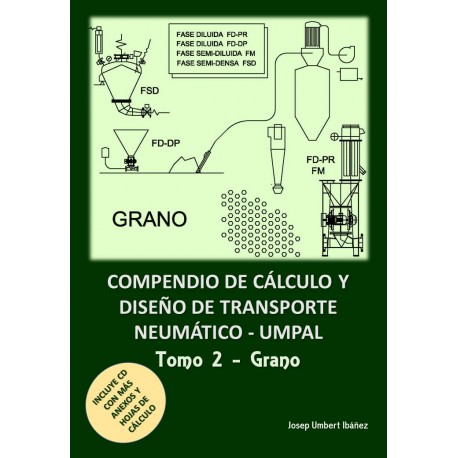 FASE DILUIDA FD-PR
FASE DILUIDA FD-DP
FASE SEMI-DILUIDA FM
FASE SEMI-DENSA FSD
FSD
FD-DP
FD-PR
FM
GRANO
COMPENDIO DE CÁLCULO Y
DISEÑO DE TRANSPORTE
NEUMÁTICO - UMPAL
Tomo 2 - Grano
INCLUYE CD
CON MÁS
ANEXOS Y
HOJAS DE
CÁLCULO
Josep Umbert Ibáñez